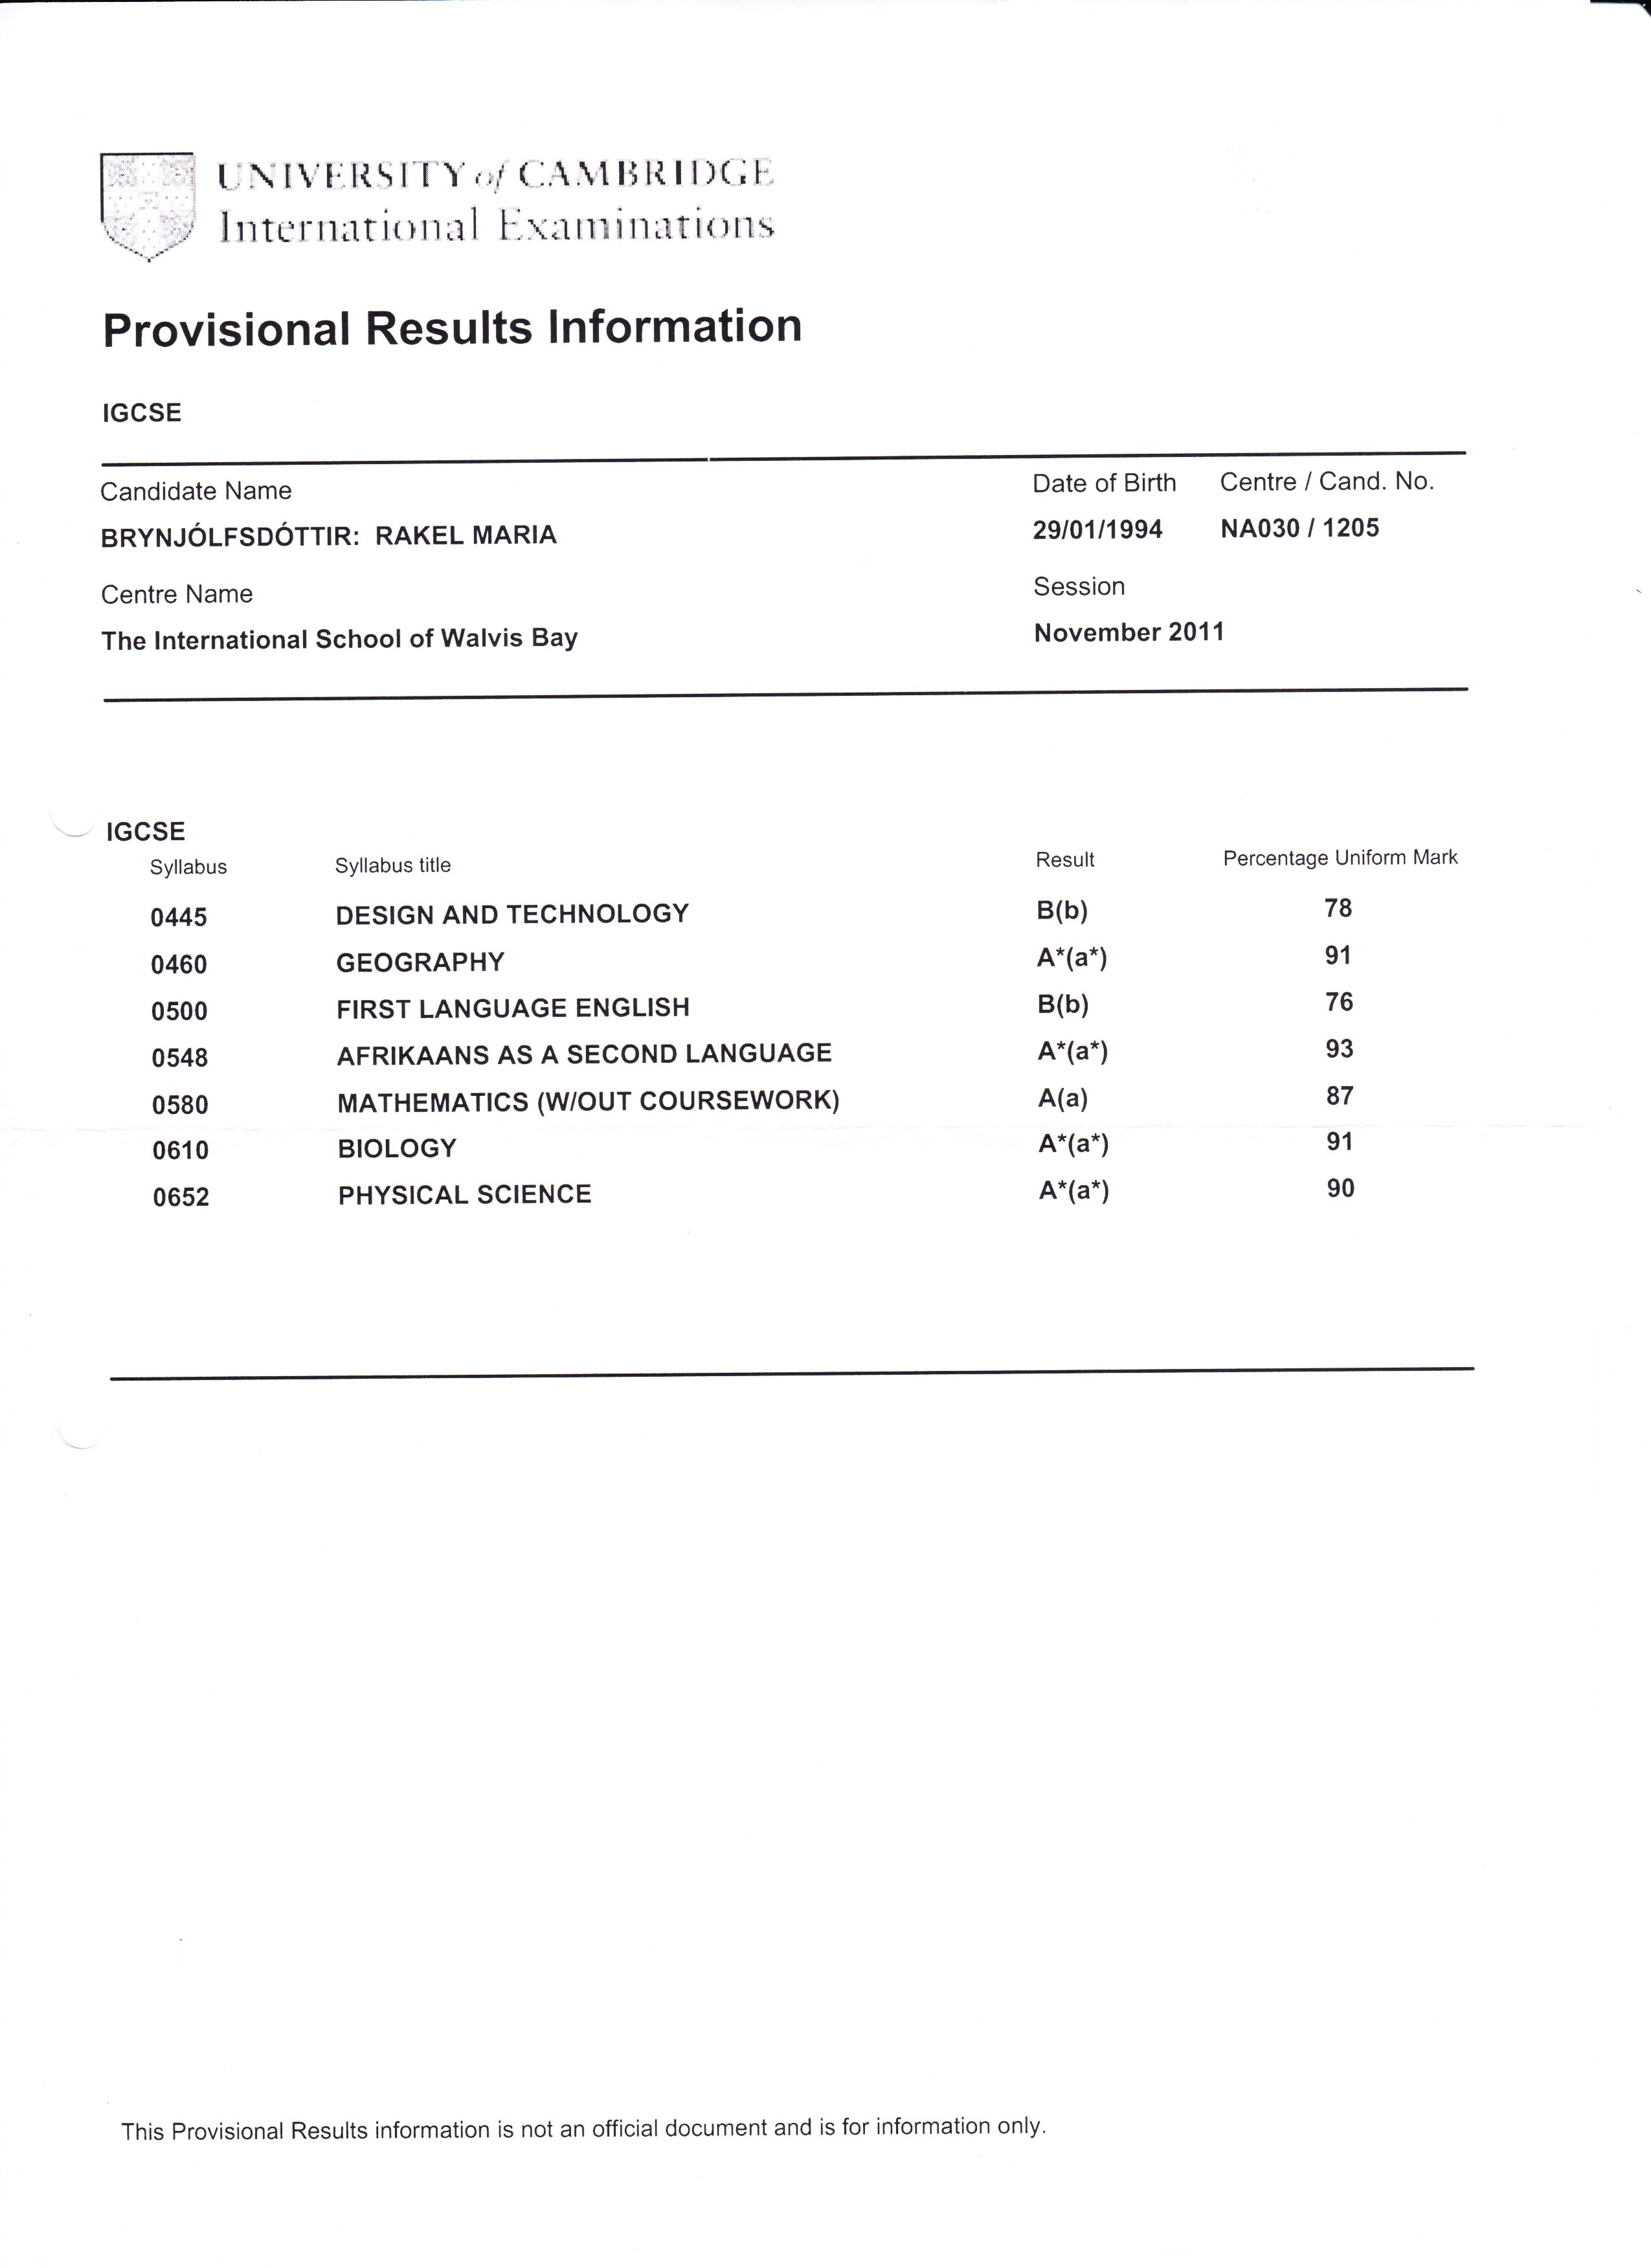 UNIVERSITY of CAMBRIDGE
International Examinations
Provisional Results Information
IGCSE
Candidate Name Date of Birth Centre / Cand. No.
BRYNJÓLFSDÓTTIR: RAKEL MARIA 29/01/1994 NA030 / 1205
Centre Name Session
The International School of Walvis Bay November 2011
IGCSE
Syllabus Syllabus title Result Percentage Uniform Mark
0445 DESIGN AND TECHNOLOGY B(b) 78
0460 GEOGRAPHY A*(a*) 91
0500 FIRST LANGUAGE ENGLISH B(b) 76
0548 AFRIKAANS AS A SECOND LANGUAGE A*(a*) 93
0580 MATHEMATICS (W/OUT COURSEWORK) A(a) 87
0610 BIOLOGY A*(a*) 91
0652 PHYSICAL SCIENCE A*(a*) 90
This Provisional Results information is not an official document and is for information only.